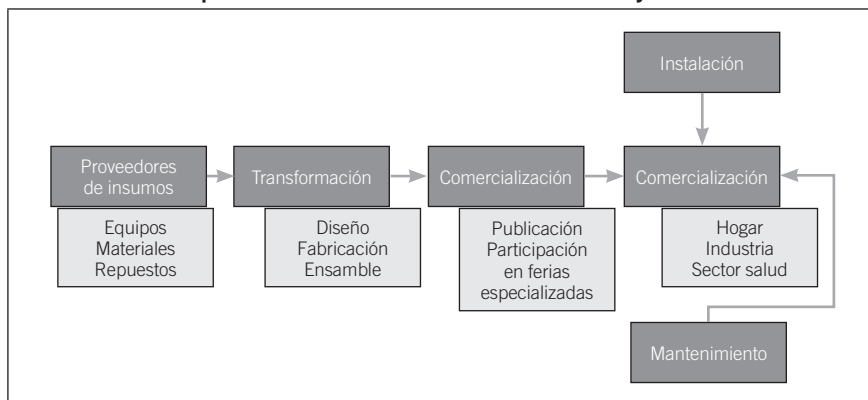 Instalación
Proveedores
de insumos
Transformación
Comercialización
Comercialización
Equipos
Materiales
Repuestos
Diseño
Fabricación
Ensamble
Publicación
Participación
en ferias
especializadas
Hogar
Industria
Sector salud
Mantenimiento